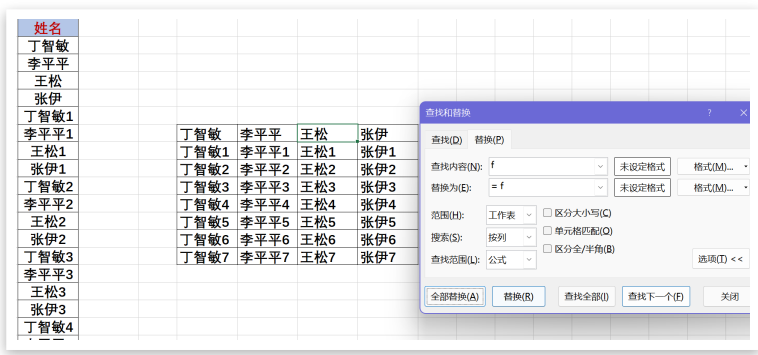 姓名
丁智敏
李平平
王松
张伊
丁智敏1
李平平1
王松1
张伊1
丁智敏2
李平平2
王松2
张伊2
丁智敏3
李平平3
王松3
张伊3
丁智敏4
丁智敏 李平平 王松 张伊
丁智敏1 李平平1 王松1 张伊1
丁智敏2 李平平2 王松2 张伊2
丁智敏3 李平平3 王松3 张伊3
丁智敏4 李平平4 王松4 张伊4
丁智敏5 李平平5 王松5 张伊5
丁智敏6 李平平6 王松6 张伊6
丁智敏7 李平平7 王松7 张伊7
查找和替换 ? ×
查找(D) 替换(P)
查找内容(N): f 未设定格式 格式(M)...
替换为(E): = f 未设定格式 格式(M)...
范围(H): 工作表 区分大小写(C)
搜索(S): 按列 单元格匹配(O)
查找范围(L): 公式 区分全/半角(B)
选项(T) <<
全部替换(A) 替换(R) 查找全部(I) 查找下一个(F) 关闭